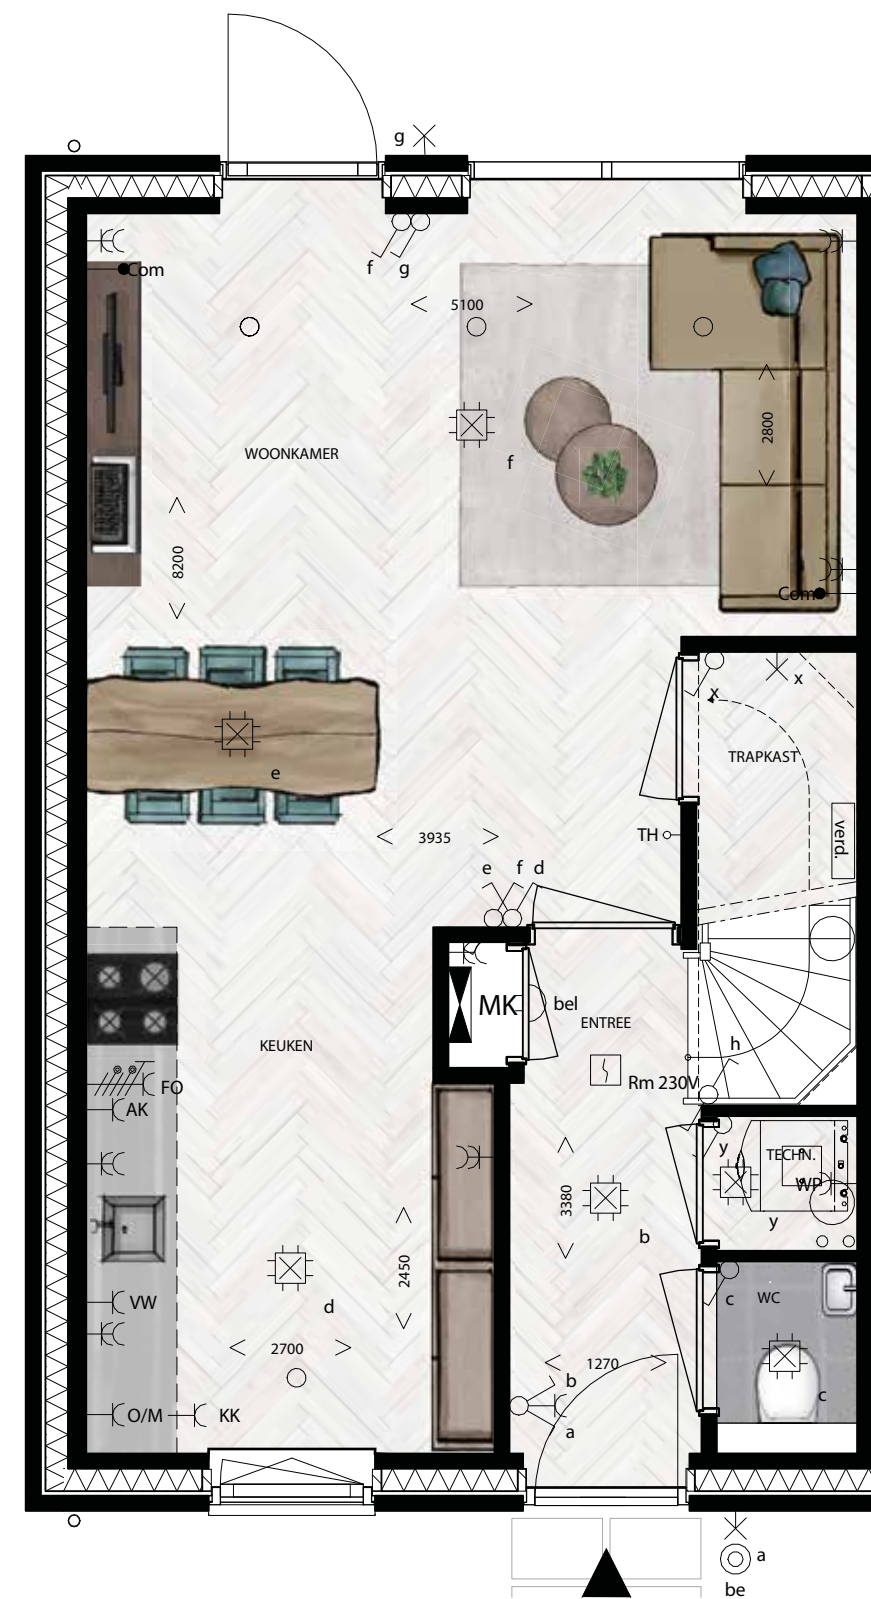 g
Com
f g
5100
2800
WOONKAMER
f
8200
Com
x
x
TRAPKAST
e
verd.
TH
3935
e f d
MK
bel
ENTREE
KEUKEN
h
Rm 230V
FO
AK
y
TECHN.
WP
3380
y
b
2450
d
VW
c
WC
2700
1270
b
c
O/M
KK
a
a
be